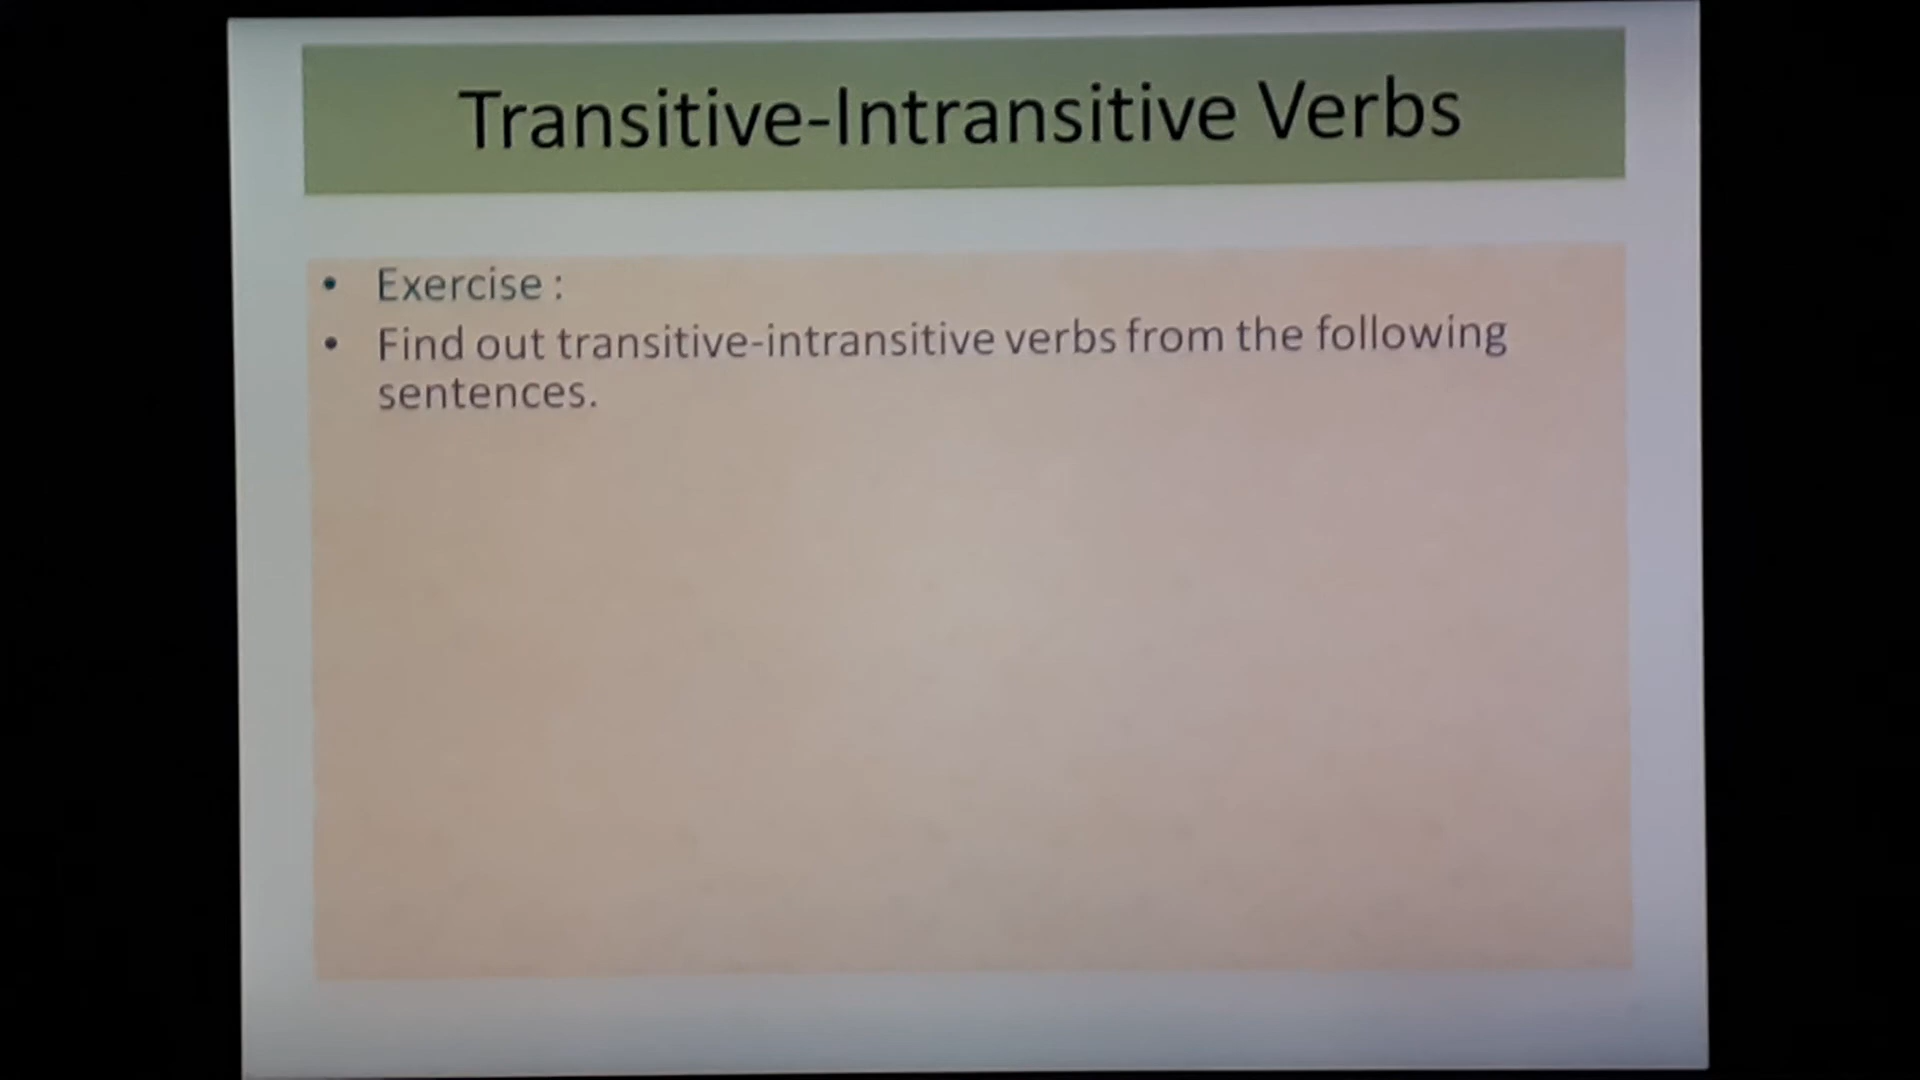 Transitive-Intransitive Verbs
• Exercise :
• Find out transitive-intransitive verbs from the following
sentences.